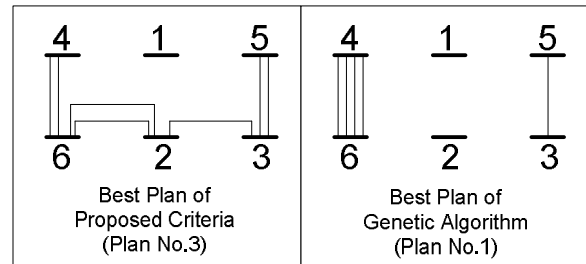 4 1 5
6 2 3
Best Plan of
Proposed Criteria
(Plan No.3)
4 1 5
6 2 3
Best Plan of
Genetic Algorithm
(Plan No.1)